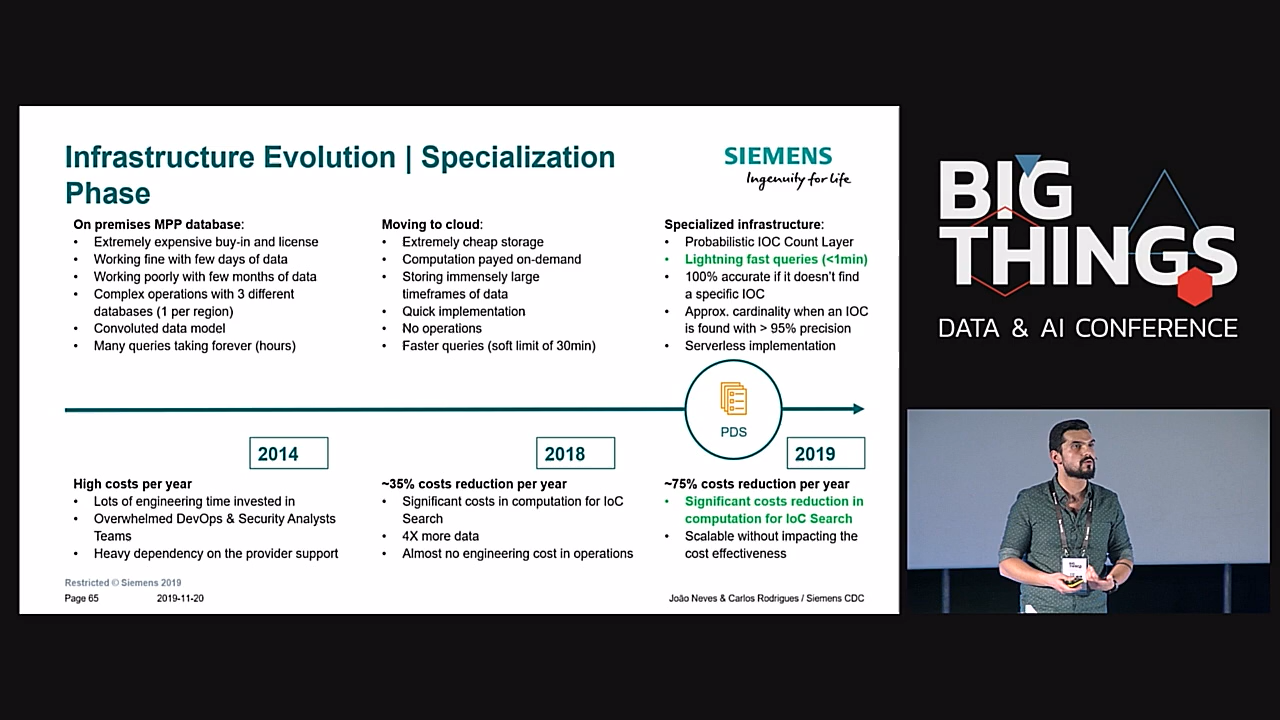 Infrastructure Evolution | Specialization
Phase
SIEMENS
Ingenuity for life
On premises MPP database:
• Extremely expensive buy-in and license
• Working fine with few days of data
• Working poorly with few months of data
• Complex operations with 3 different
databases (1 per region)
• Convoluted data model
• Many queries taking forever (hours)
Moving to cloud:
• Extremely cheap storage
• Computation payed on-demand
• Storing immensely large
timeframes of data
• Quick implementation
• No operations
• Faster queries (soft limit of 30min)
Specialized infrastructure:
• Probabilistic IOC Count Layer
• Lightning fast queries (<1min)
• 100% accurate if it doesn't find
a specific IOC
• Approx. cardinality when an IOC
is found with > 95% precision
• Serverless implementation
PDS
2014
2018
2019
High costs per year
• Lots of engineering time invested in
• Overwhelmed DevOps & Security Analysts
Teams
• Heavy dependency on the provider support
~35% costs reduction per year
• Significant costs in computation for IoC
Search
• 4X more data
• Almost no engineering cost in operations
~75% costs reduction per year
• Significant costs reduction in
computation for IoC Search
• Scalable without impacting the
cost effectiveness
Restricted © Siemens 2019
Page 65
2019-11-20
João Neves & Carlos Rodrigues / Siemens CDC
BIG
THINGS
DATA & AI CONFERENCE